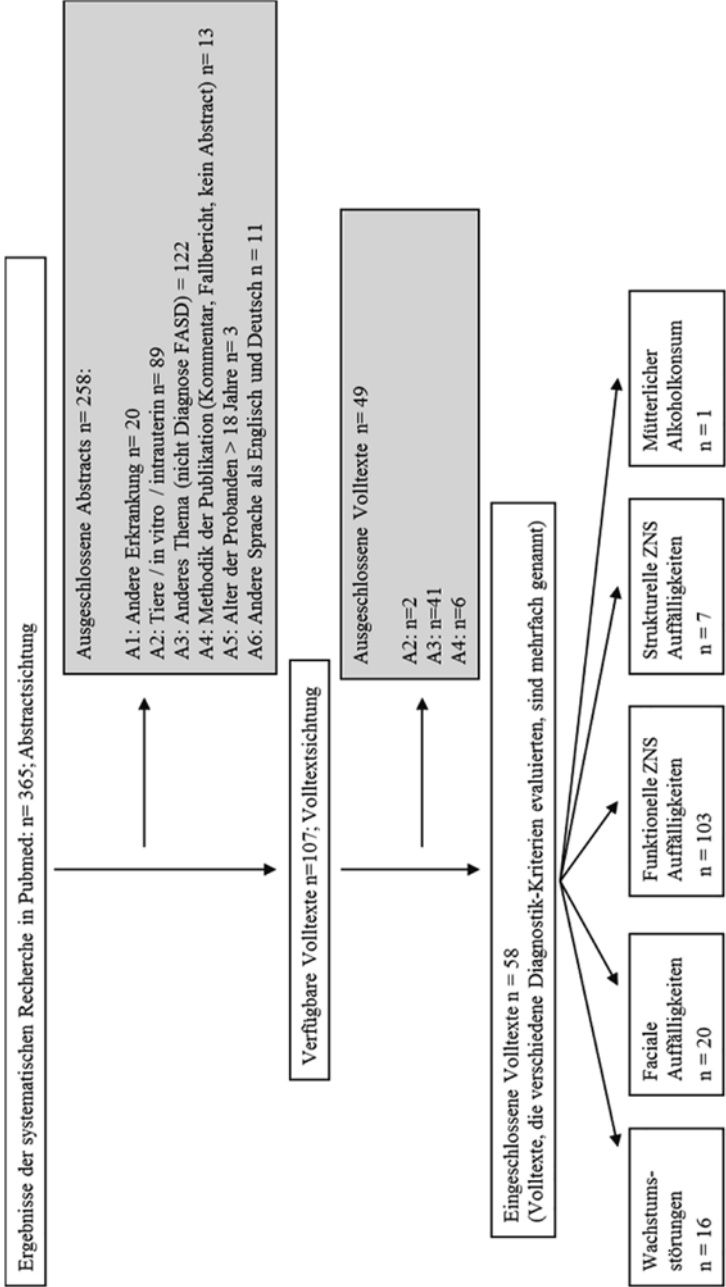 Ergebnisse der systematischen Recherche in Pubmed: n= 365; Abstractsichtung
Ausgeschlossene Abstracts n= 258:
A1: Andere Erkrankung n= 20
A2: Tiere / in vitro / intrauterin n= 89
A3: Anderes Thema (nicht Diagnose FASD) = 122
A4: Methodik der Publikation (Kommentar, Fallbericht, kein Abstract) n= 13
A5: Alter der Probanden > 18 Jahre n= 3
A6: Andere Sprache als Englisch und Deutsch n = 11
Verfügbare Volltexte n=107; Volltextsichtung
Ausgeschlossene Volltexte n= 49
A2: n=2
A3: n=41
A4: n=6
Eingeschlossene Volltexte n = 58
(Volltexte, die verschiedene Diagnostik-Kriterien evaluierten, sind mehrfach genannt)
Wachstums-
störungen
n = 16
Faciale
Auffälligkeiten
n = 20
Funktionelle ZNS
Auffälligkeiten
n = 103
Strukturelle ZNS
Auffälligkeiten
n = 7
Mütterlicher
Alkoholkonsum
n = 1